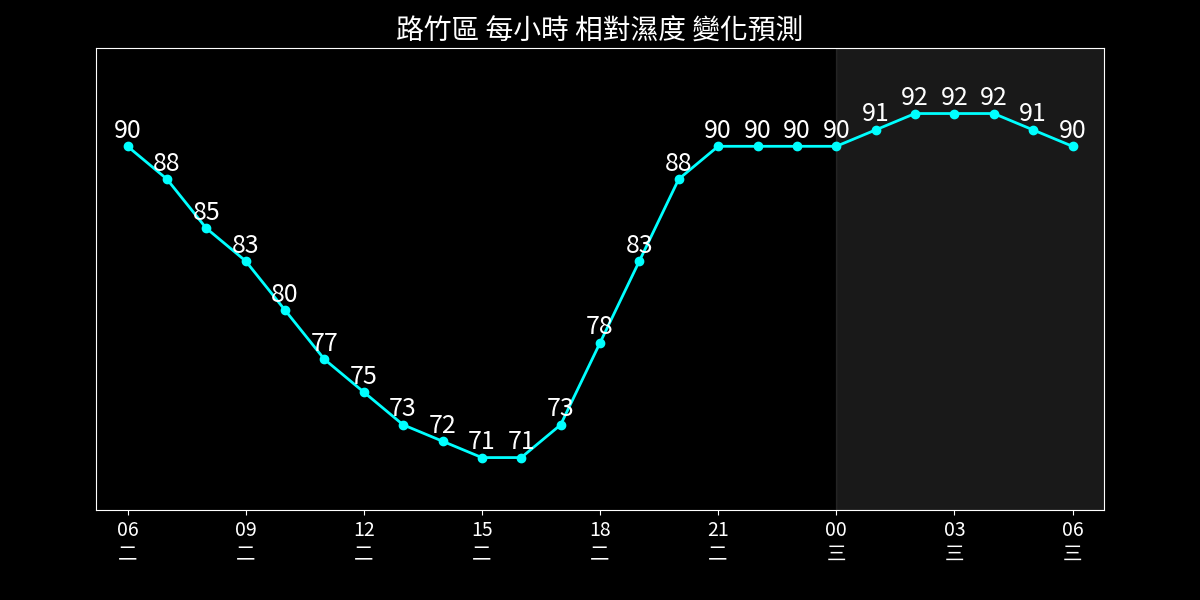 路竹區 每小時 相對濕度 變化預測
90 88 85 83 80 77 75 73 72 71 71 73 78 83 88 90 90 90 90 91 92 92 92 91 90
06 09 12 15 18 21 00 03 06
二 二 二 二 二 二 三 三 三